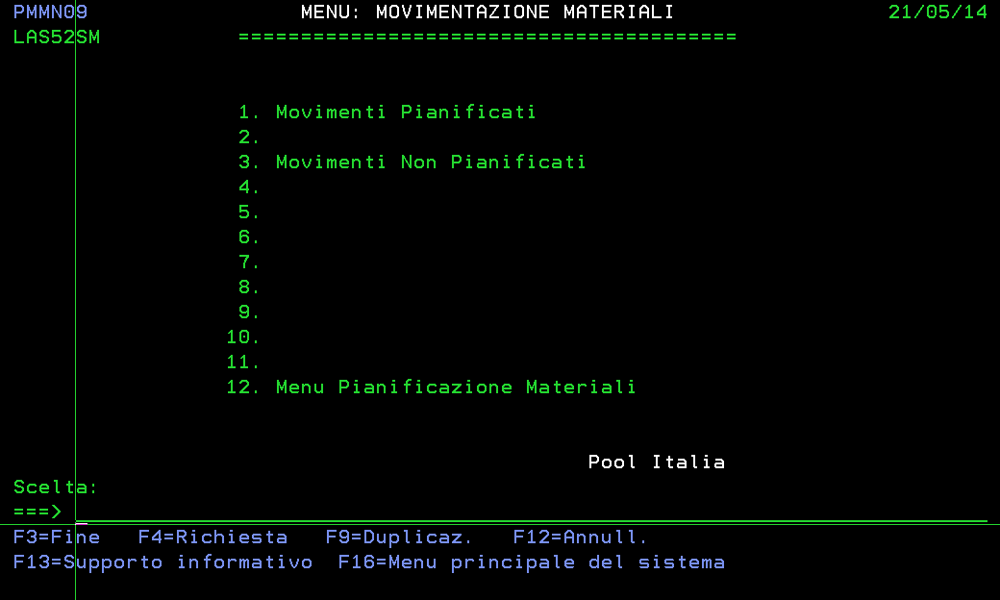 PMMN09 MENU: MOVIMENTAZIONE MATERIALI 21/05/14
LAS52SM ========================================
1. Movimenti Pianificati
2.
3. Movimenti Non Pianificati
4.
5.
6.
7.
8.
9.
10.
11.
12. Menu Pianificazione Materiali
Pool Italia
Scelta:
===>
F3=Fine F4=Richiesta F9=Duplicaz. F12=Annull.
F13=Supporto informativo F16=Menu principale del sistema